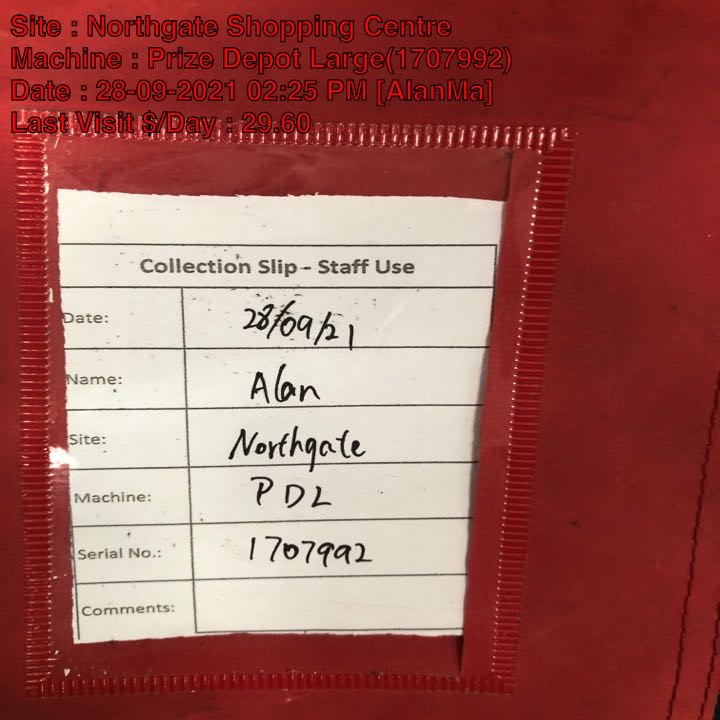 Site : Northgate Shopping Centre
Machine : Prize Depot Large(1707992)
Date : 28-09-2021 02:25 PM [AlanMa]
Last Visit $/Day : 29.60
Collection Slip - Staff Use
Date: 28/09/21
Name: Alan
Site: Northgate
Machine: PDL
Serial No.: 1707992
Comments: